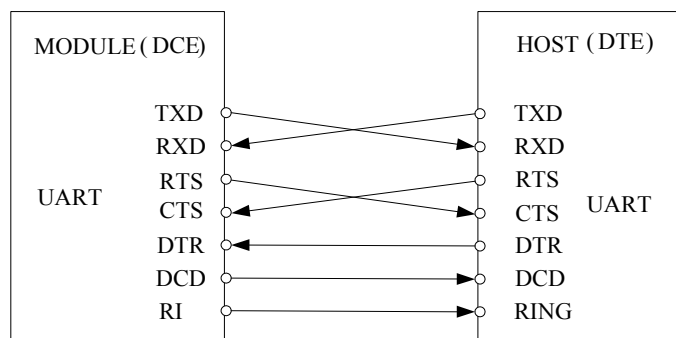 MODULE (DCE) HOST (DTE)
TXD TXD
RXD RXD
RTS RTS
UART UART
CTS CTS
DTR DTR
DCD DCD
RI RING